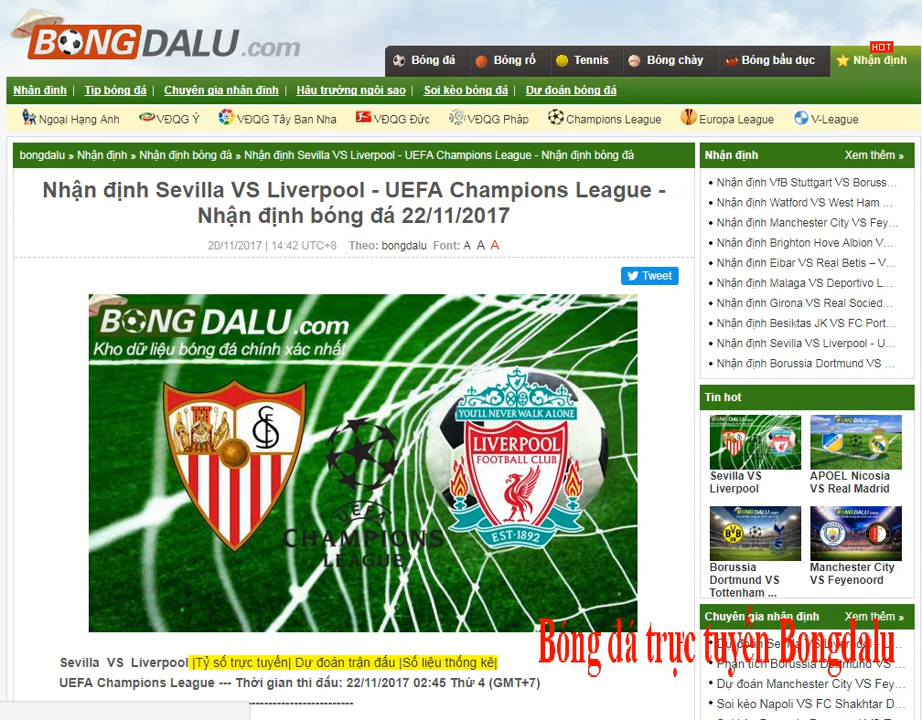 BONGDALU.com
HOT
Bóng đá Bóng rổ Tennis Bóng chày Bóng bầu dục Nhận định
Nhận định | Tip bóng đá | Chuyên gia nhận định | Hậu trường ngôi sao | Soi kèo bóng đá | Dự đoán bóng đá
Ngoại Hạng Anh VĐQG Ý VĐQG Tây Ban Nha VĐQG Đức VĐQG Pháp Champions League Europa League V-League
bongdalu » Nhận định » Nhận định bóng đá » Nhận định Sevilla VS Liverpool - UEFA Champions League - Nhận định bóng đá
Nhận định Sevilla VS Liverpool - UEFA Champions League -
Nhận định bóng đá 22/11/2017
20/11/2017 | 14:42 UTC+8 Theo: bongdalu Font: A A A
Tweet
BONGDALU.com
Kho dữ liệu bóng đá chính xác nhất
YOU'LL NEVER WALK ALONE
LIVERPOOL
FOOTBALL CLUB
EST·1892
UEFA
CHAMPIONS
LEAGUE
Sevilla VS Liverpool |Tỷ số trực tuyến| Dự đoán trận đấu |Số liệu thống kê|
UEFA Champions League --- Thời gian thi đấu: 22/11/2017 02:45 Thứ 4 (GMT+7)
Nhận định Xem thêm »
Nhận định VfB Stuttgart VS Boruss...
Nhận định Watford VS West Ham ...
Nhận định Manchester City VS Fey...
Nhận định Brighton Hove Albion V...
Nhận định Eibar VS Real Betis – V...
Nhận định Malaga VS Deportivo L...
Nhận định Girona VS Real Socied...
Nhận định Besiktas JK VS FC Port...
Nhận định Sevilla VS Liverpool - U...
Nhận định Borussia Dortmund VS ...
Tin hot
Sevilla VS
Liverpool
APOEL Nicosia
VS Real Madrid
Borussia
Dortmund VS
Tottenham ...
Manchester City
VS Feyenoord
Chuyên gia nhận định Xem thêm »
Dự đoán Sevilla VS Liverpool -
Phân tích Borussia Dortmund VS ...
Dự đoán Manchester City VS Fey...
Soi kèo Napoli VS FC Shakhtar D...
Bóng đá trực tuyến Bongdalu